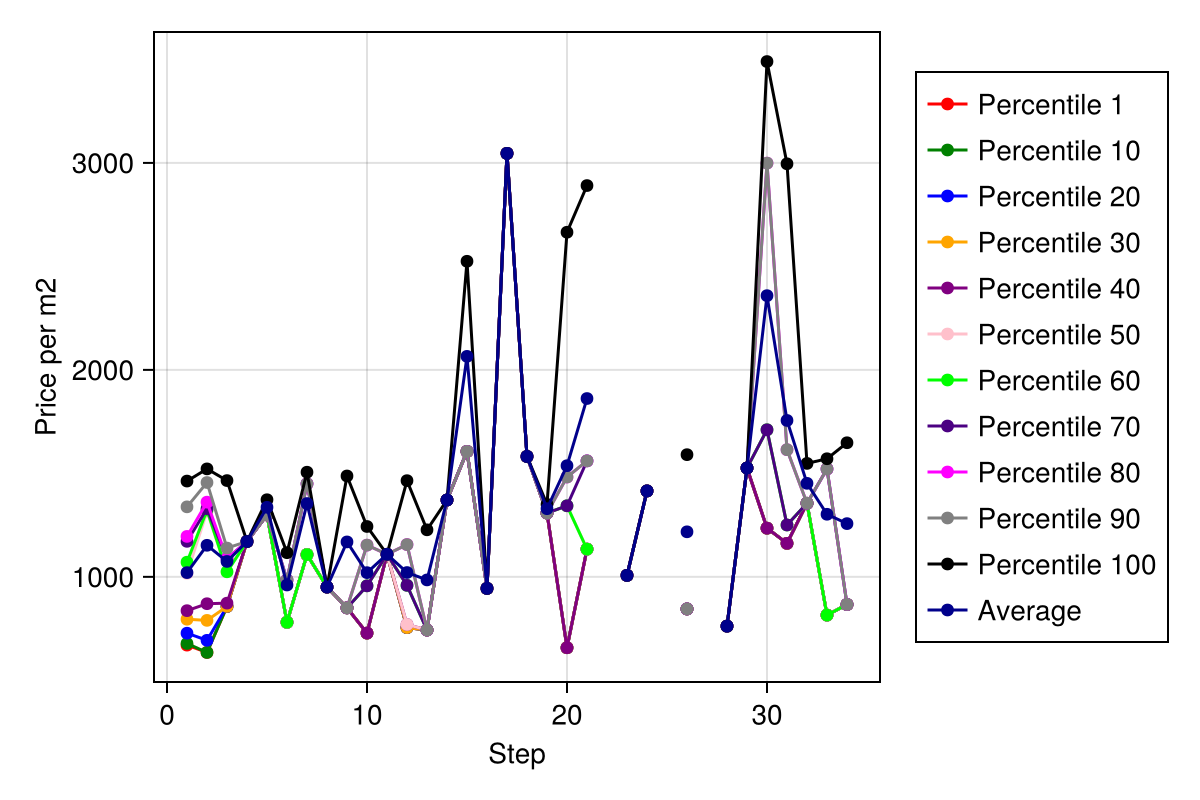 Price per m2
3000
2000
1000
0
10
20
30
Step
Percentile 1
Percentile 10
Percentile 20
Percentile 30
Percentile 40
Percentile 50
Percentile 60
Percentile 70
Percentile 80
Percentile 90
Percentile 100
Average